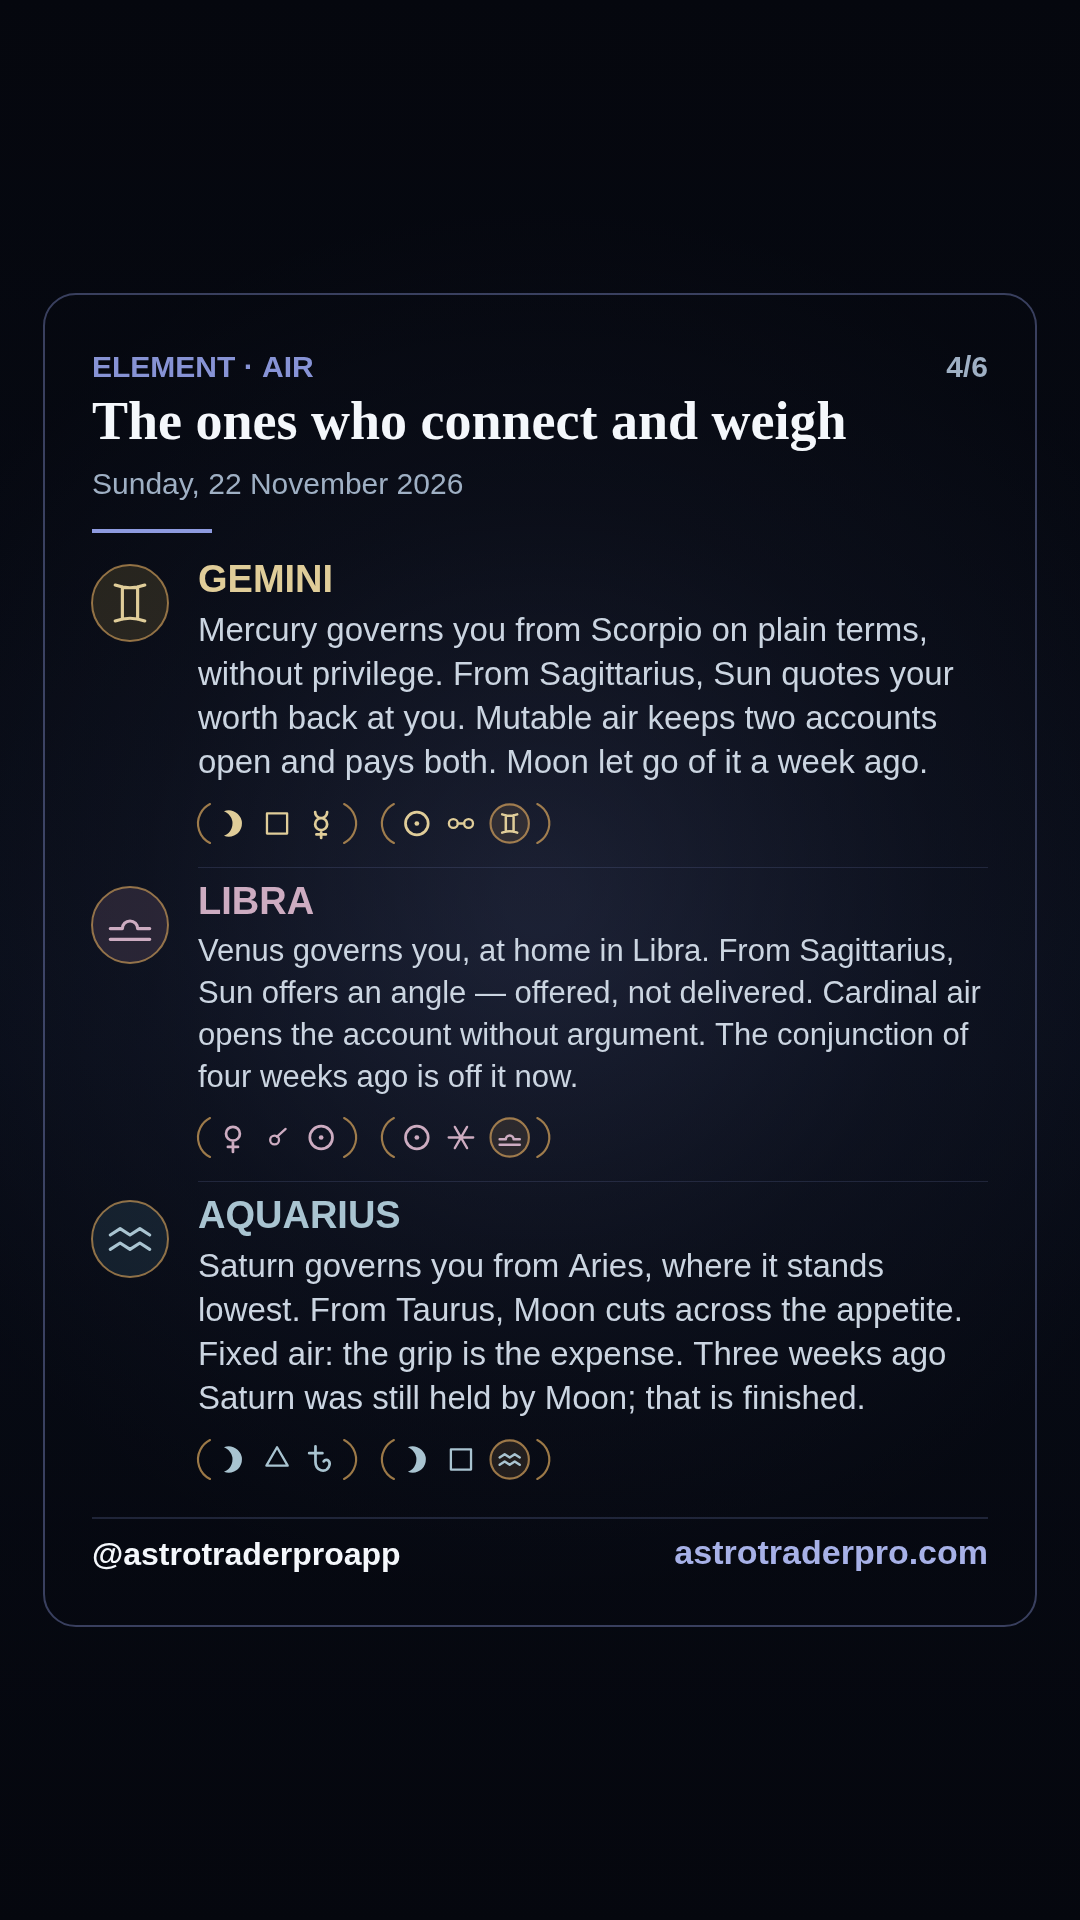 ELEMENT · AIR
4/6
The ones who connect and weigh
Sunday, 22 November 2026
GEMINI
Mercury governs you from Scorpio on plain terms,
without privilege. From Sagittarius, Sun quotes your
worth back at you. Mutable air keeps two accounts
open and pays both. Moon let go of it a week ago.
LIBRA
Venus governs you, at home in Libra. From Sagittarius,
Sun offers an angle — offered, not delivered. Cardinal air
opens the account without argument. The conjunction of
four weeks ago is off it now.
AQUARIUS
Saturn governs you from Aries, where it stands
lowest. From Taurus, Moon cuts across the appetite.
Fixed air: the grip is the expense. Three weeks ago
Saturn was still held by Moon; that is finished.
@astrotraderproapp
astrotraderpro.com